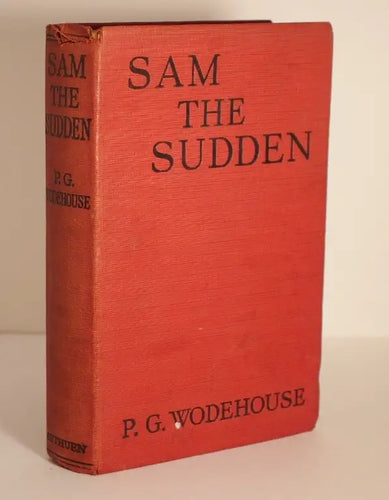 SAM
THE
SUDDEN
P. G.
WODEHOUSE
METHUEN
SAM
THE
SUDDEN
P. G. WODEHOUSE